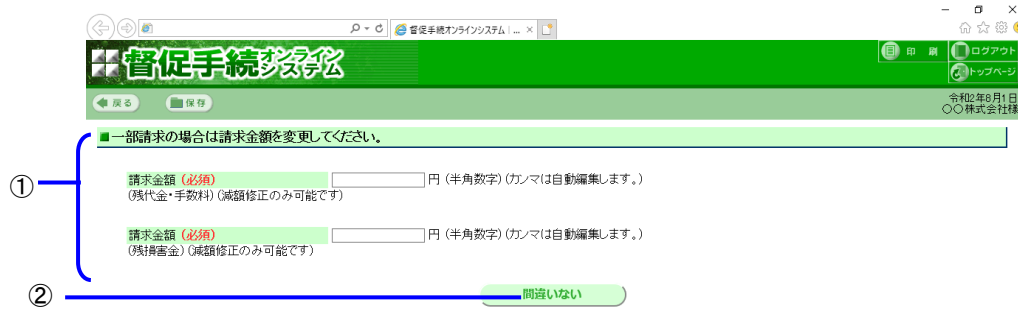 督促手続オンラインシステム | ... ×
督促手続オンラインシステム
印 刷
ログアウト
トップページ
戻る
保存
令和2年8月1日
〇〇株式会社様
■一部請求の場合は請求金額を変更してください。
①
請求金額 (必須) 円 (半角数字) (カンマは自動編集します。)
(残代金・手数料) (減額修正のみ可能です)
請求金額 (必須) 円 (半角数字) (カンマは自動編集します。)
(残損害金) (減額修正のみ可能です)
②
間違いない